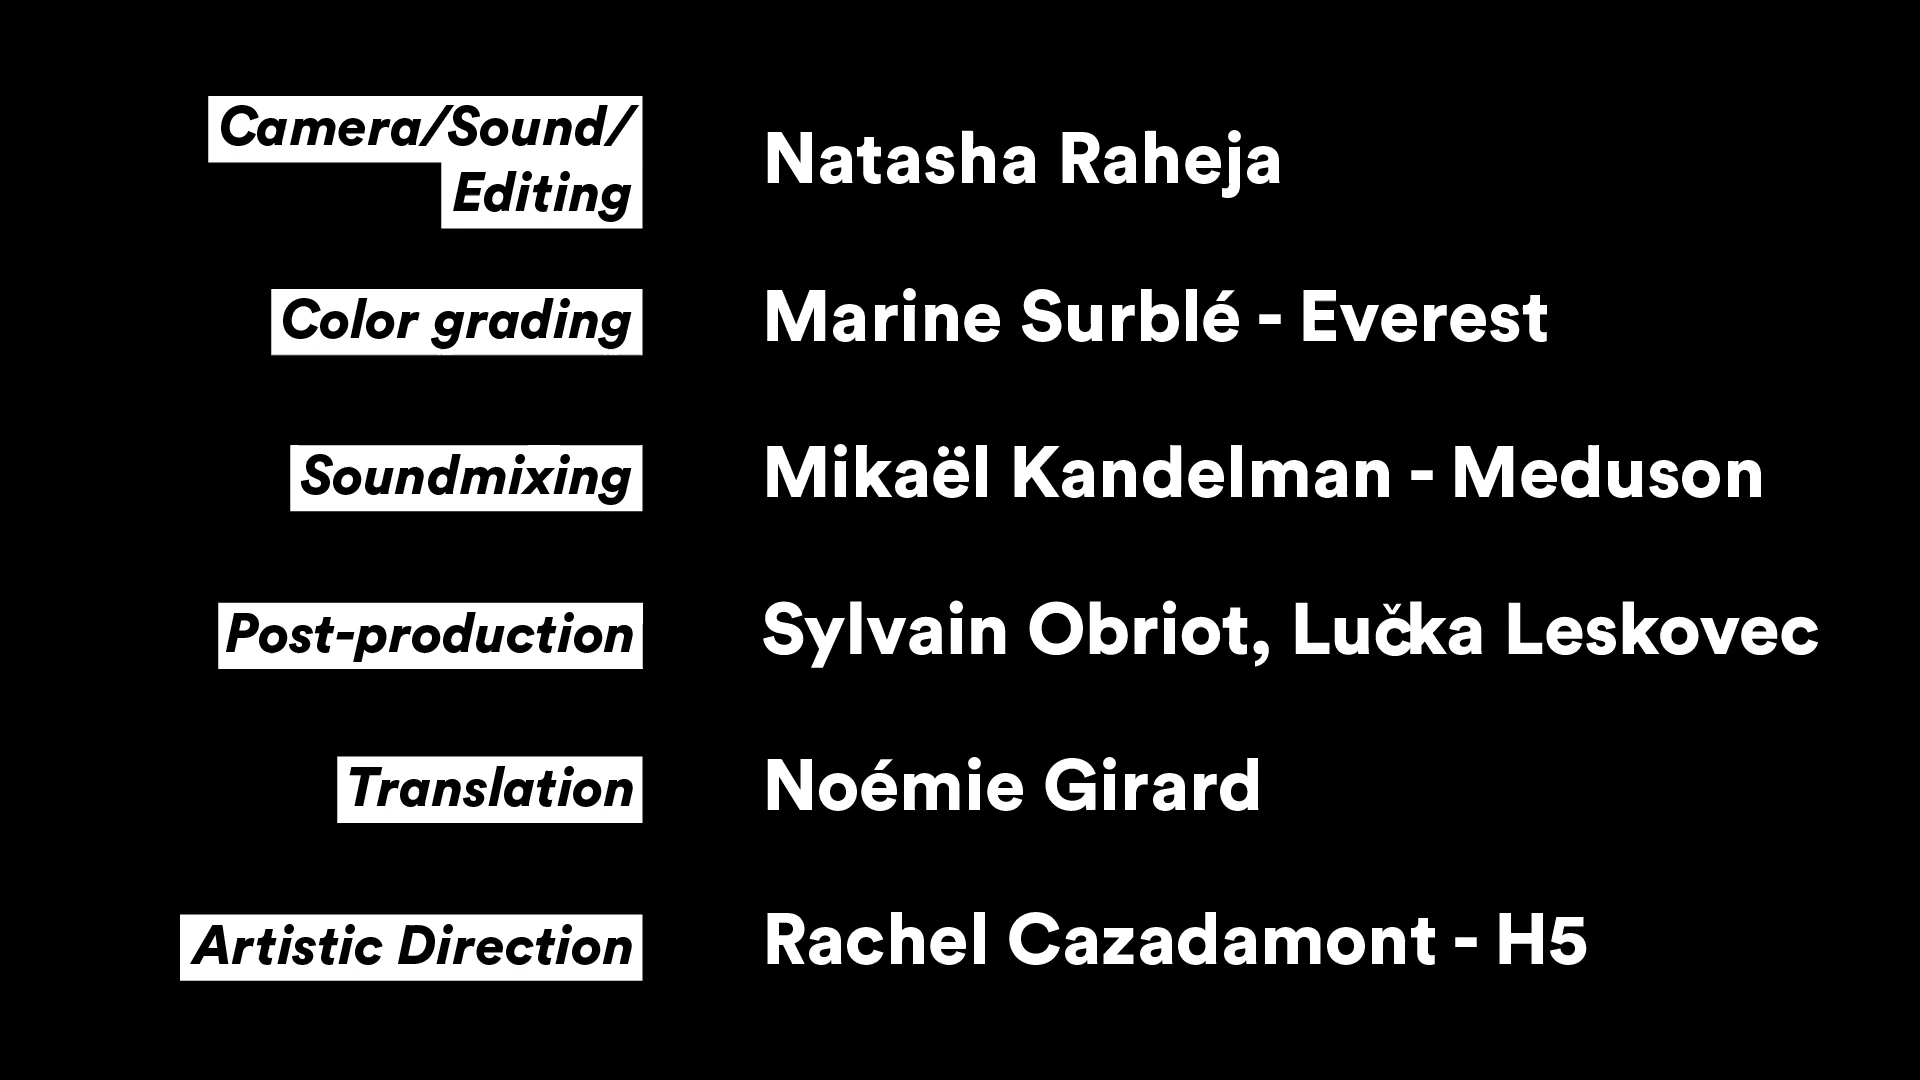 Camera/Sound/
Editing
Natasha Raheja
Color grading
Marine Surblé - Everest
Soundmixing
Mikaël Kandelman - Meduson
Post-production
Sylvain Obriot, Lučka Leskovec
Translation
Noémie Girard
Artistic Direction
Rachel Cazadamont - H5